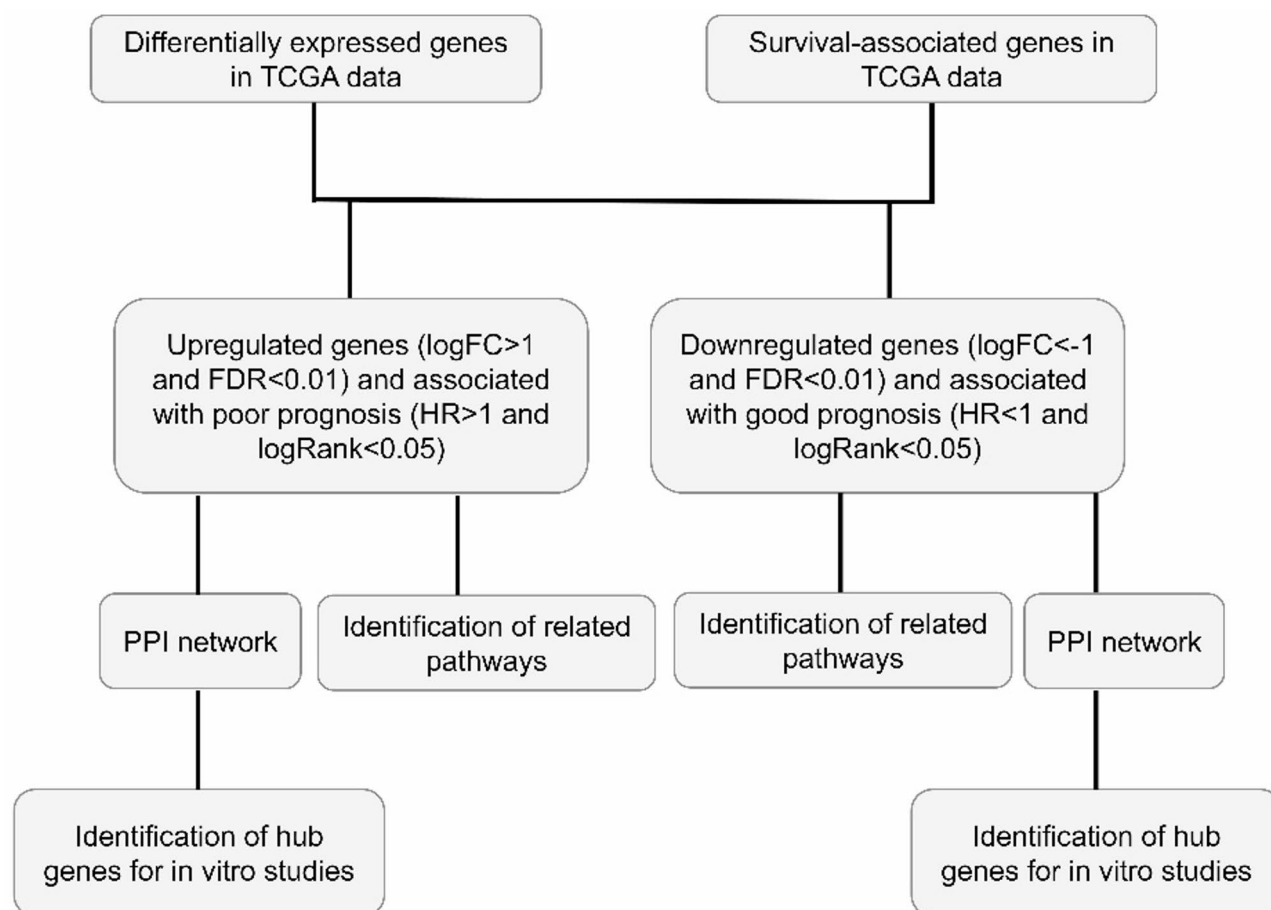 Differentially expressed genes
in TCGA data
Survival-associated genes in
TCGA data
Upregulated genes (logFC>1
and FDR<0.01) and associated
with poor prognosis (HR>1 and
logRank<0.05)
Downregulated genes (logFC<-1
and FDR<0.01) and associated
with good prognosis (HR<1 and
logRank<0.05)
PPI network
Identification of related
pathways
Identification of related
pathways
PPI network
Identification of hub
genes for in vitro studies
Identification of hub
genes for in vitro studies